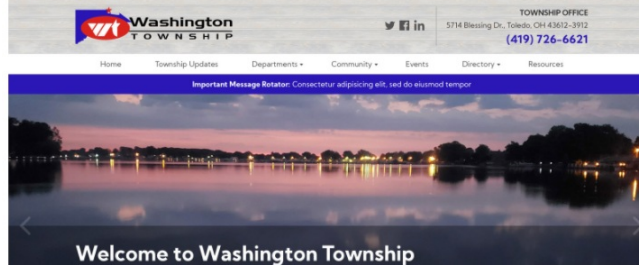 wt Washington
TOWNSHIP
TOWNSHIP OFFICE
5714 Blessing Dr., Toledo, OH 43612-3912
(419) 726-6621
Home Township Updates Departments Community Events Directory Resources
Important Message Rotator: Consectetur adipisicing elit, sed do eiusmod tempor
Welcome to Washington Township